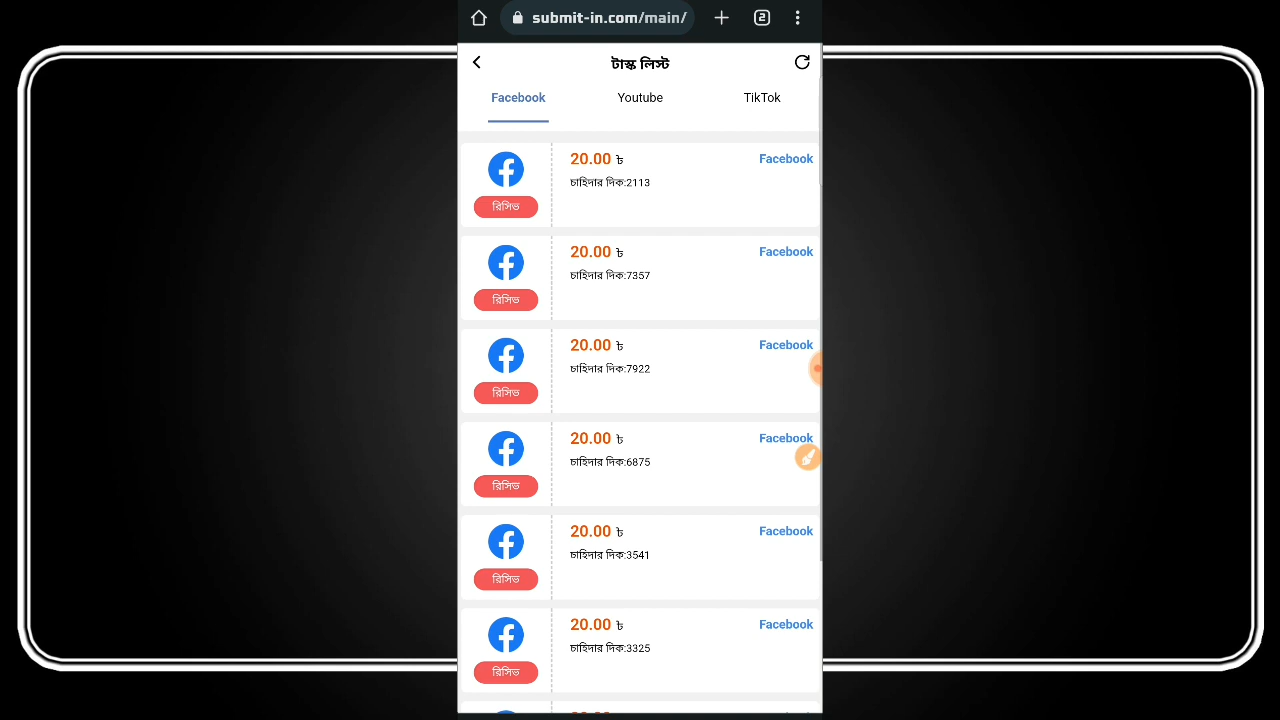 submit-in.com/main/
2
টাস্ক লিস্ট
Facebook
Youtube
TikTok
20.00 ৳
Facebook
চাহিদার দিক:2113
রিসিভ
20.00 ৳
Facebook
চাহিদার দিক:7357
রিসিভ
20.00 ৳
Facebook
চাহিদার দিক:7922
রিসিভ
20.00 ৳
Facebook
চাহিদার দিক:6875
রিসিভ
20.00 ৳
Facebook
চাহিদার দিক:3541
রিসিভ
20.00 ৳
Facebook
চাহিদার দিক:3325
রিসিভ